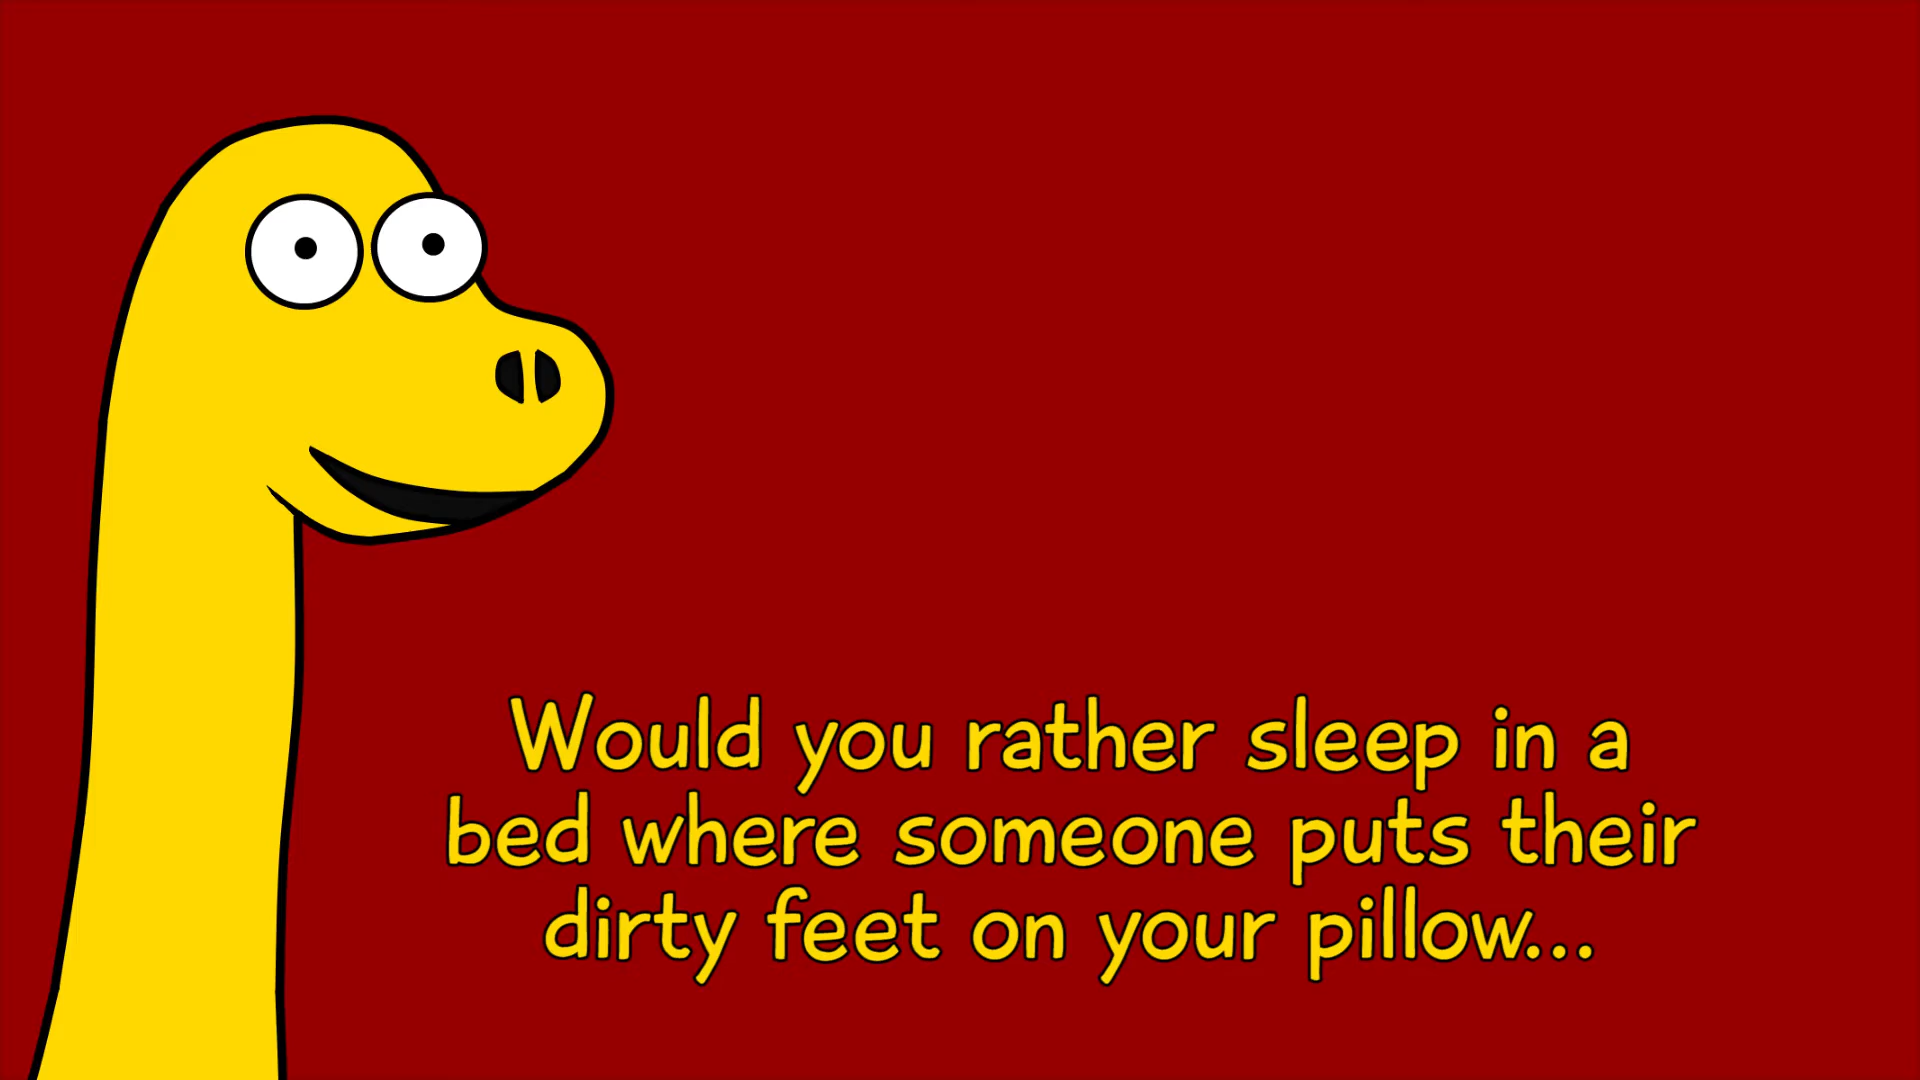 Would you rather sleep in a
bed where someone puts their
dirty feet on your pillow...